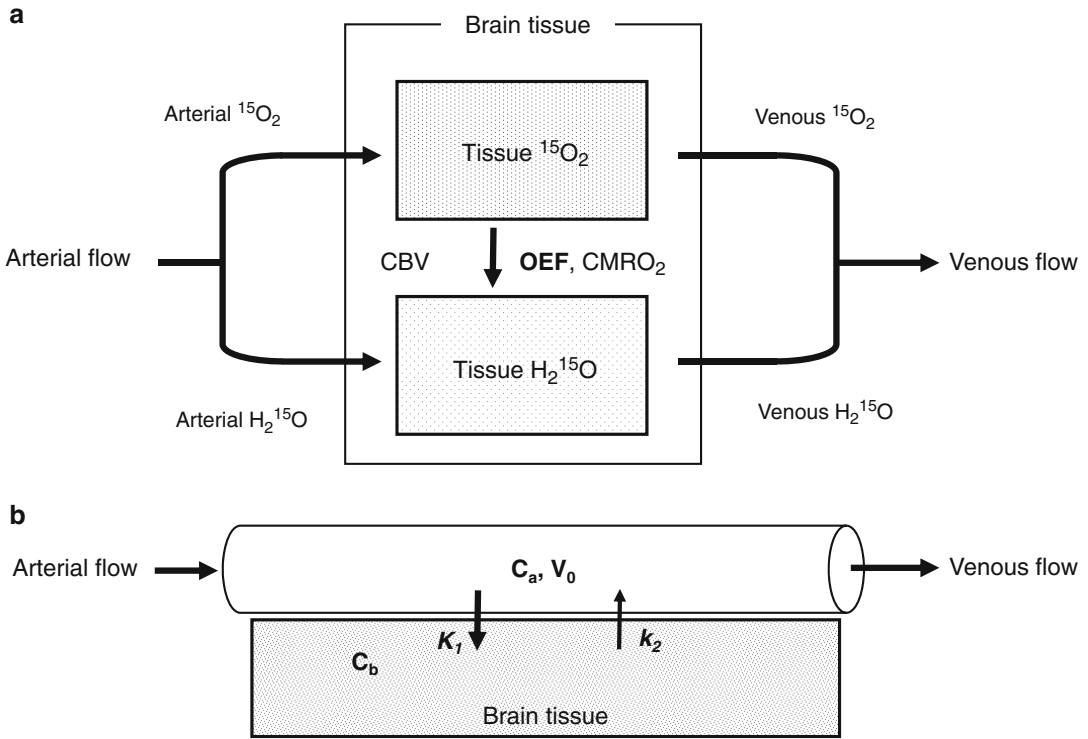 a
Brain tissue
Arterial ¹⁵O₂
Venous ¹⁵O₂
Tissue ¹⁵O₂
Arterial flow
CBV
OEF, CMRO₂
Venous flow
Tissue H₂¹⁵O
Arterial H₂¹⁵O
Venous H₂¹⁵O
b
Arterial flow
Cₐ, V₀
Venous flow
K₁
k₂
C_b
Brain tissue